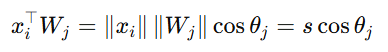 x_i^⊤ W_j = ‖x_i‖ ‖W_j‖ cos θ_j = s cos θ_j